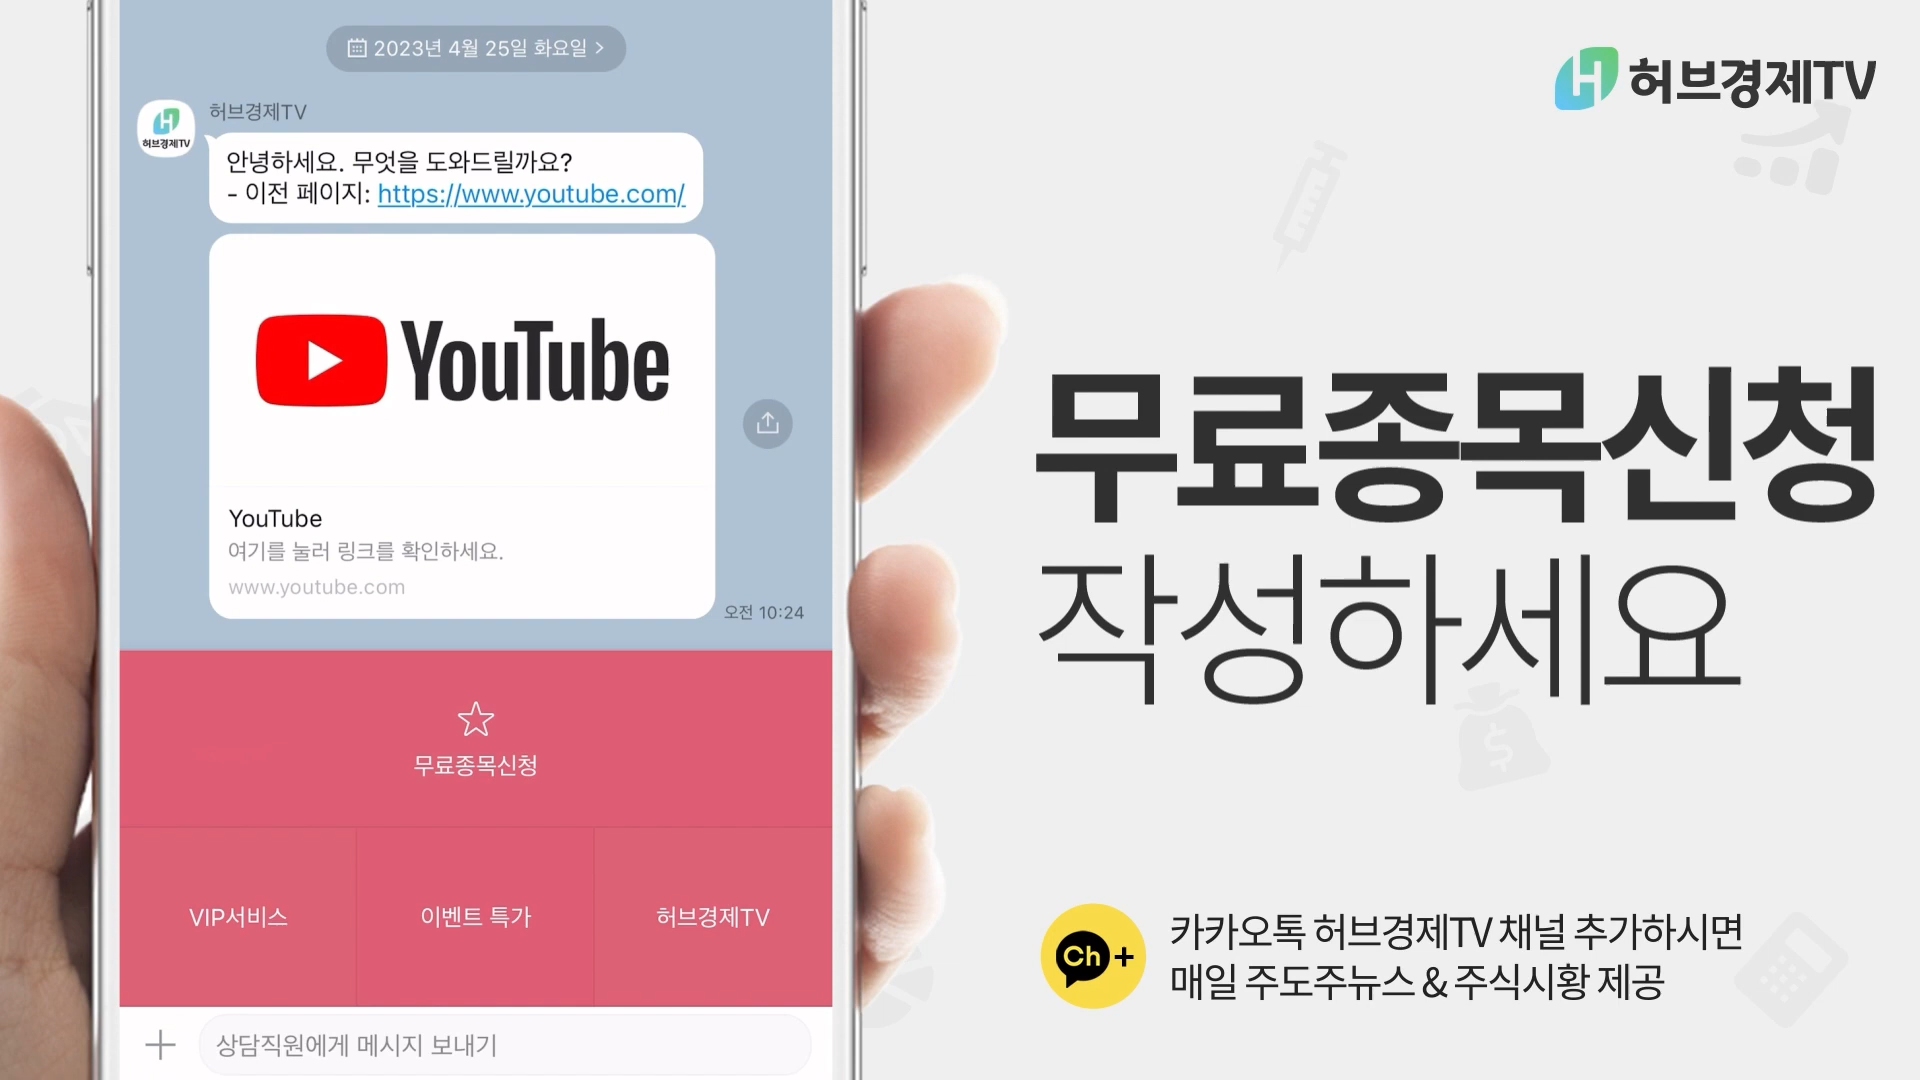 2023년 4월 25일 화요일 >
허브경제TV
허브경제TV
안녕하세요. 무엇을 도와드릴까요?
- 이전 페이지: https://www.youtube.com/
YouTube
YouTube
여기를 눌러 링크를 확인하세요.
www.youtube.com
오전 10:24
무료종목신청
VIP서비스
이벤트 특가
허브경제TV
상담직원에게 메시지 보내기
허브경제TV
무료종목신청
작성하세요
Ch+
카카오톡 허브경제TV 채널 추가하시면
매일 주도주뉴스 & 주식시황 제공